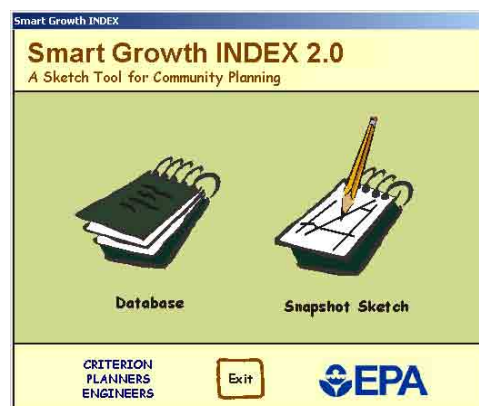 Smart Growth INDEX
Smart Growth INDEX 2.0
A Sketch Tool for Community Planning
Database
Snapshot Sketch
CRITERION
PLANNERS
ENGINEERS
Exit
EPA